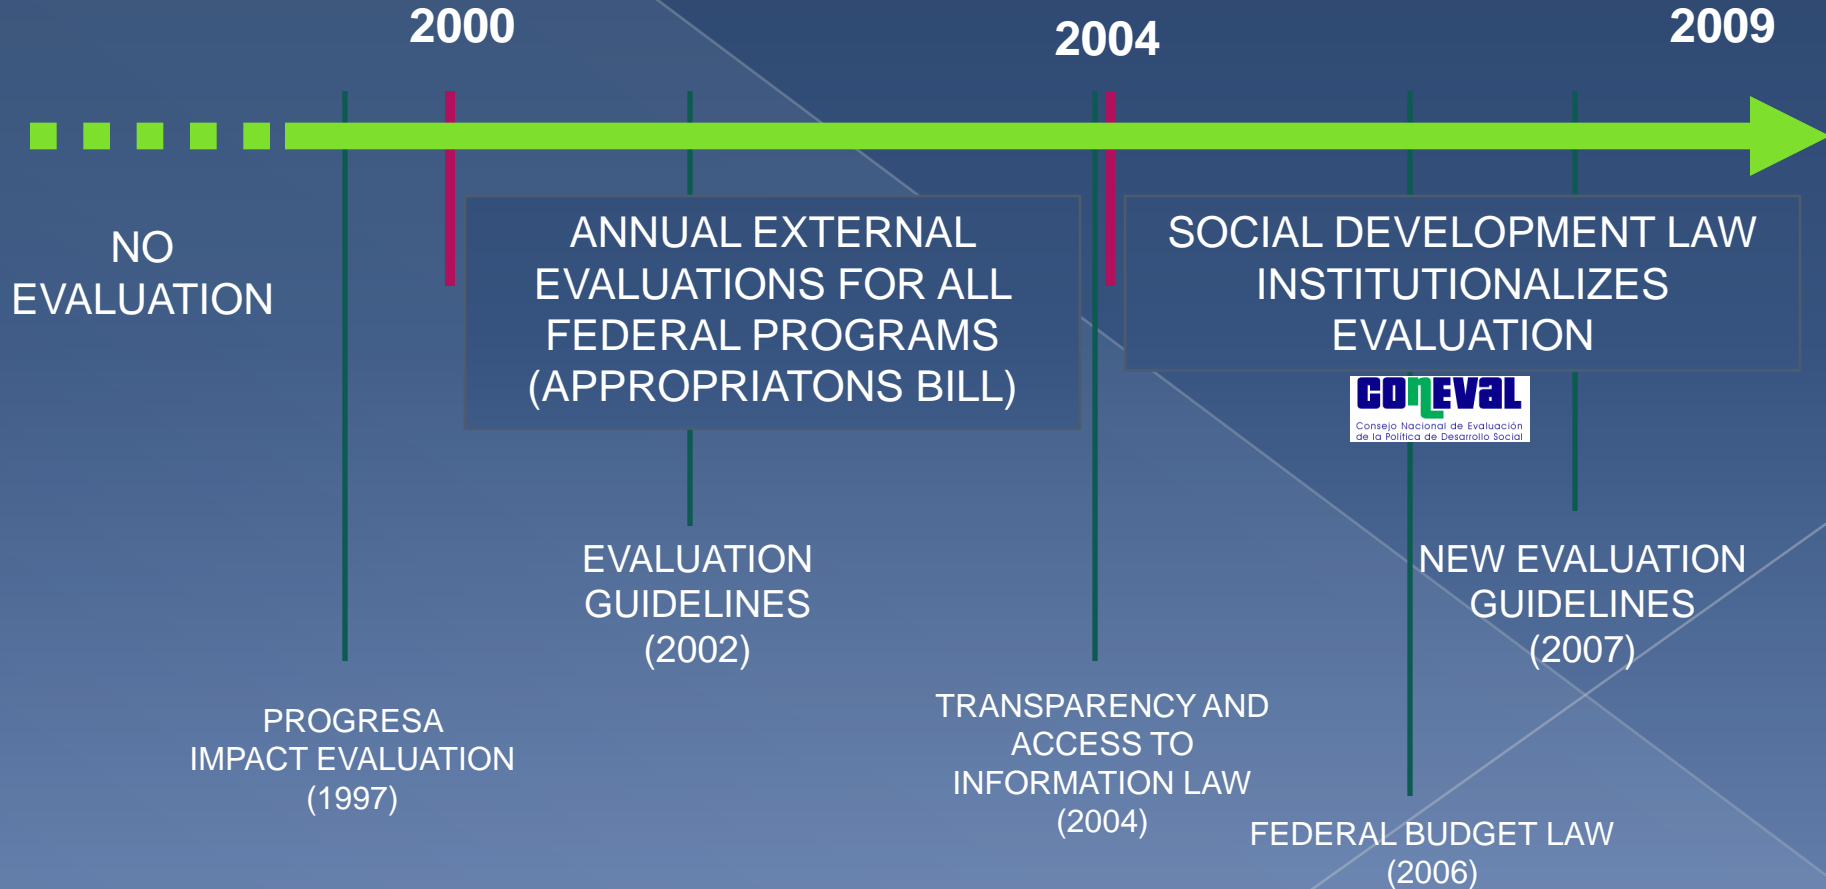 2000
2004
2009
NO
EVALUATION
ANNUAL EXTERNAL
EVALUATIONS FOR ALL
FEDERAL PROGRAMS
(APPROPRIATONS BILL)
SOCIAL DEVELOPMENT LAW
INSTITUTIONALIZES
EVALUATION
CONEVAL
Consejo Nacional de Evaluación
de la Política de Desarrollo Social
EVALUATION
GUIDELINES
(2002)
NEW EVALUATION
GUIDELINES
(2007)
PROGRESA
IMPACT EVALUATION
(1997)
TRANSPARENCY AND
ACCESS TO
INFORMATION LAW
(2004)
FEDERAL BUDGET LAW
(2006)